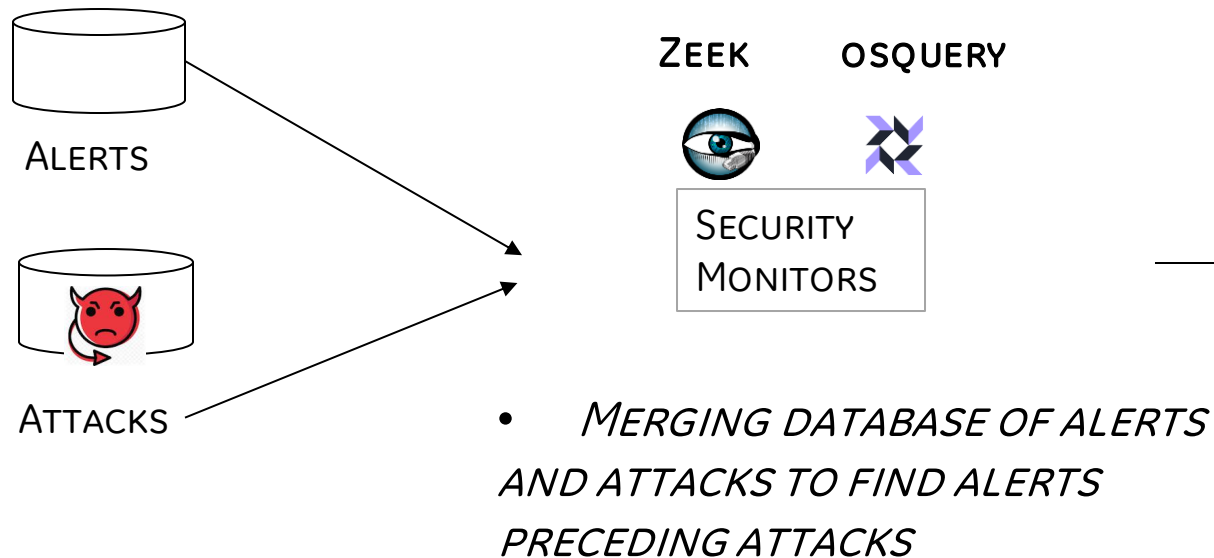 ZEEK OSQUERY
ALERTS
SECURITY
MONITORS
ATTACKS
• MERGING DATABASE OF ALERTS
AND ATTACKS TO FIND ALERTS
PRECEDING ATTACKS